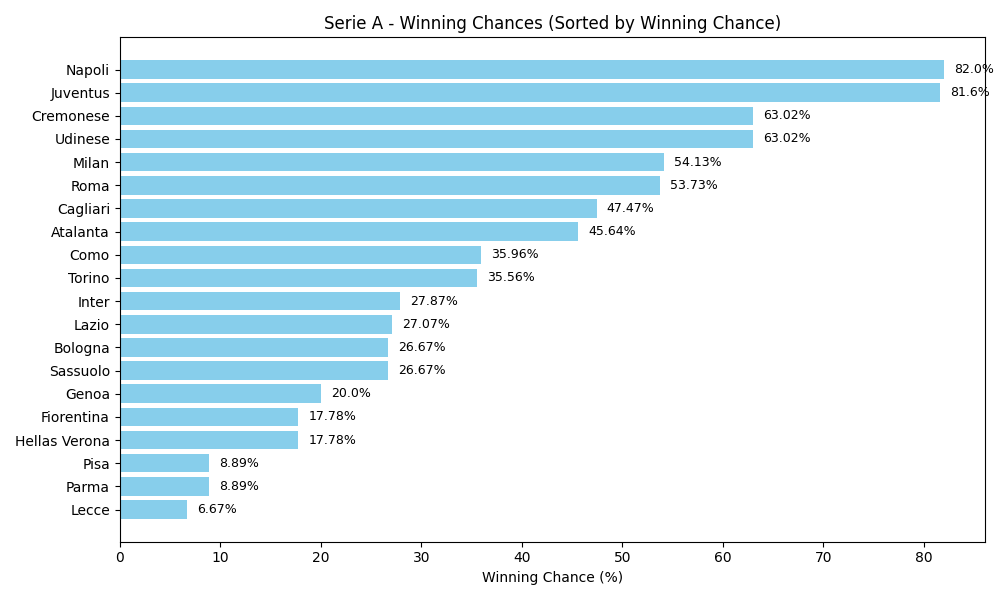 Serie A - Winning Chances (Sorted by Winning Chance)
Napoli 82.0%
Juventus 81.6%
Cremonese 63.02%
Udinese 63.02%
Milan 54.13%
Roma 53.73%
Cagliari 47.47%
Atalanta 45.64%
Como 35.96%
Torino 35.56%
Inter 27.87%
Lazio 27.07%
Bologna 26.67%
Sassuolo 26.67%
Genoa 20.0%
Fiorentina 17.78%
Hellas Verona 17.78%
Pisa 8.89%
Parma 8.89%
Lecce 6.67%
0 10 20 30 40 50 60 70 80
Winning Chance (%)